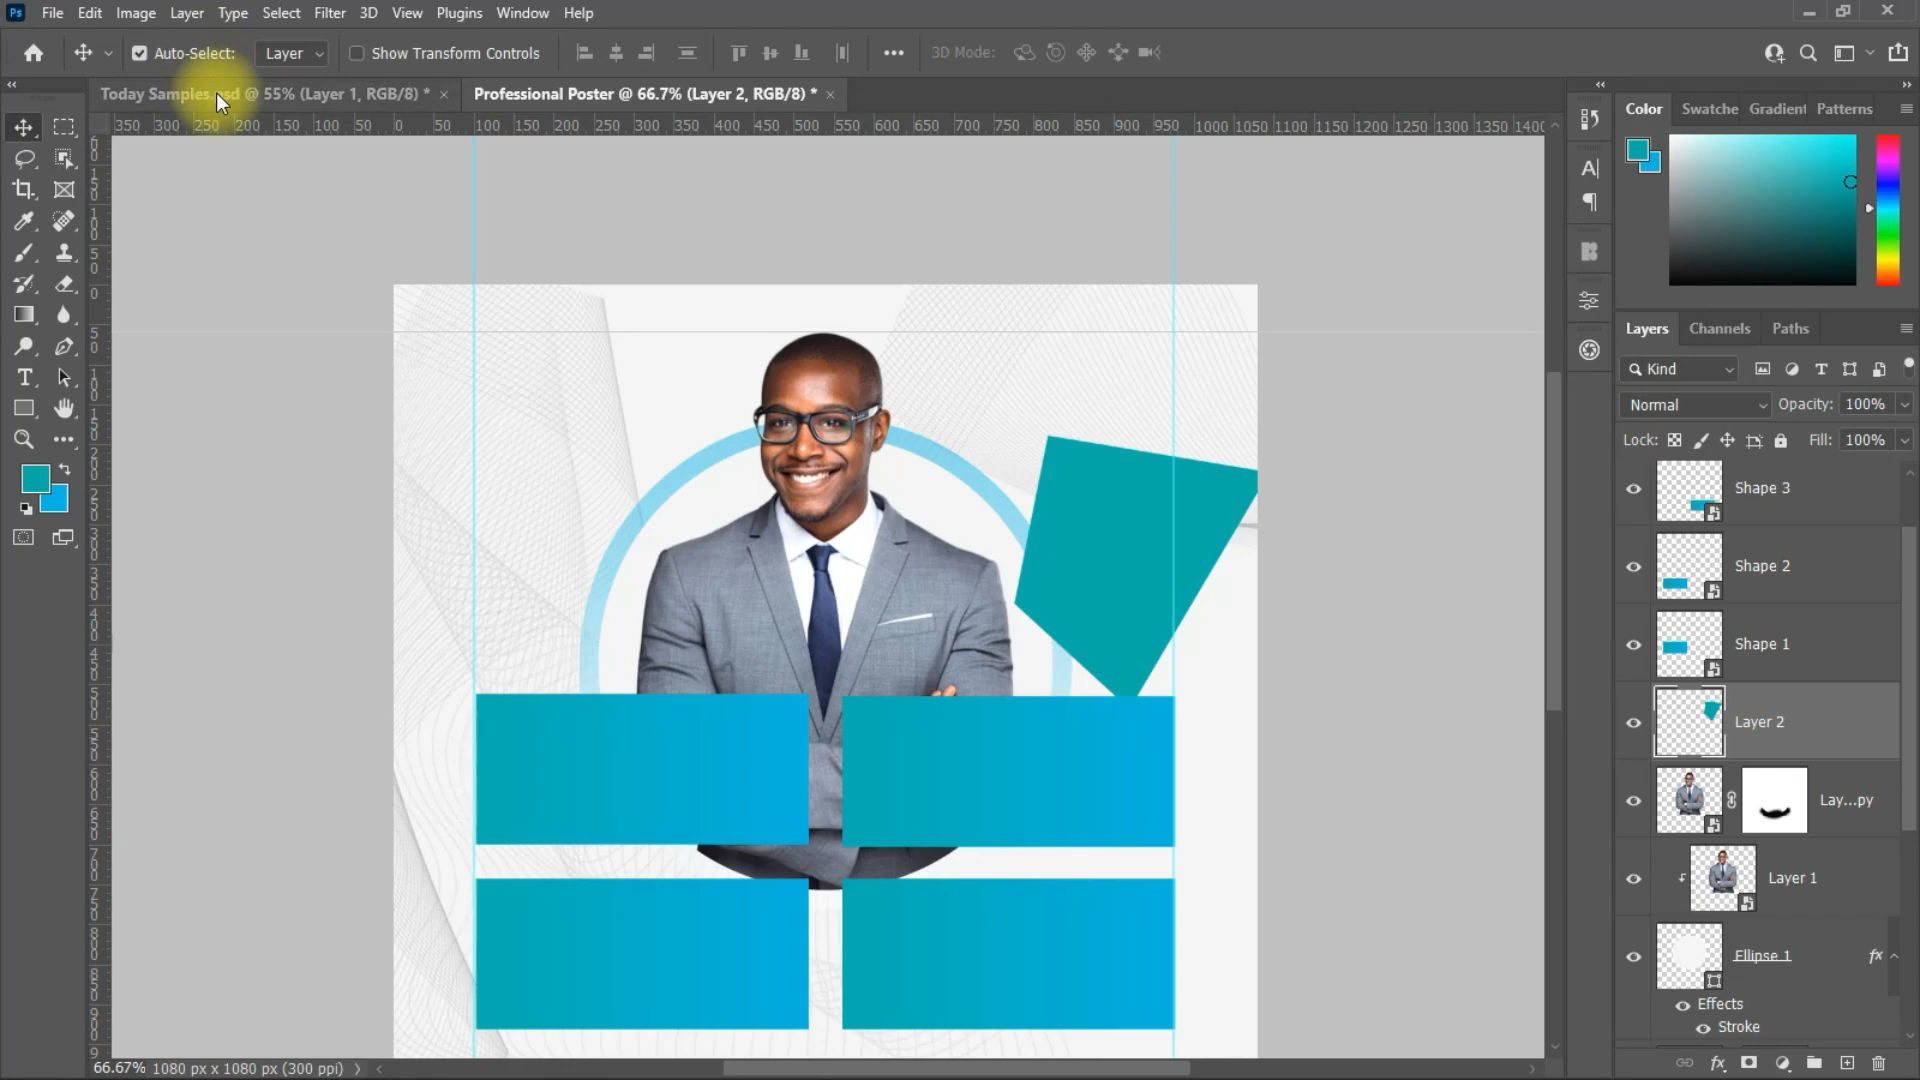 Ps File Edit Image Layer Type Select Filter 3D View Plugins Window Help
Auto-Select: Layer Show Transform Controls 3D Mode:
Today Samples.psd @ 55% (Layer 1, RGB/8) * Professional Poster @ 66.7% (Layer 2, RGB/8) *
350 300 250 200 150 100 50 0 50 100 150 200 250 300 350 400 450 500 550 600 650 700 750 800 850 900 950 1000 1050 1100 1150 1200 1250 1300 1350 1400
Color Swatche Gradient Patterns
Layers Channels Paths
Kind
Normal Opacity: 100%
Lock: Fill: 100%
Shape 3
Shape 2
Shape 1
Layer 2
Lay...py
Layer 1
Ellipse 1 fx
Effects
Stroke
66.67% 1080 px x 1080 px (300 ppi)
fx